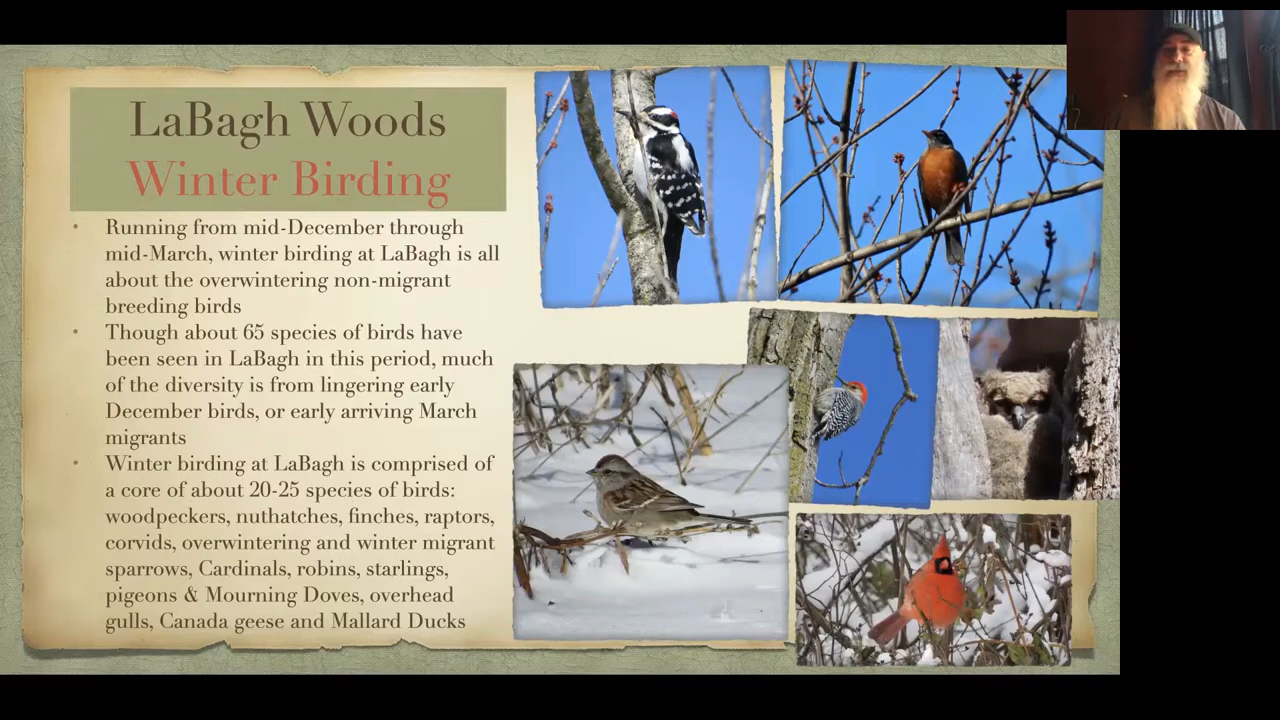 LaBagh Woods
Winter Birding
• Running from mid-December through
mid-March, winter birding at LaBagh is all
about the overwintering non-migrant
breeding birds
• Though about 65 species of birds have
been seen in LaBagh in this period, much
of the diversity is from lingering early
December birds, or early arriving March
migrants
• Winter birding at LaBagh is comprised of
a core of about 20-25 species of birds:
woodpeckers, nuthatches, finches, raptors,
corvids, overwintering and winter migrant
sparrows, Cardinals, robins, starlings,
pigeons & Mourning Doves, overhead
gulls, Canada geese and Mallard Ducks